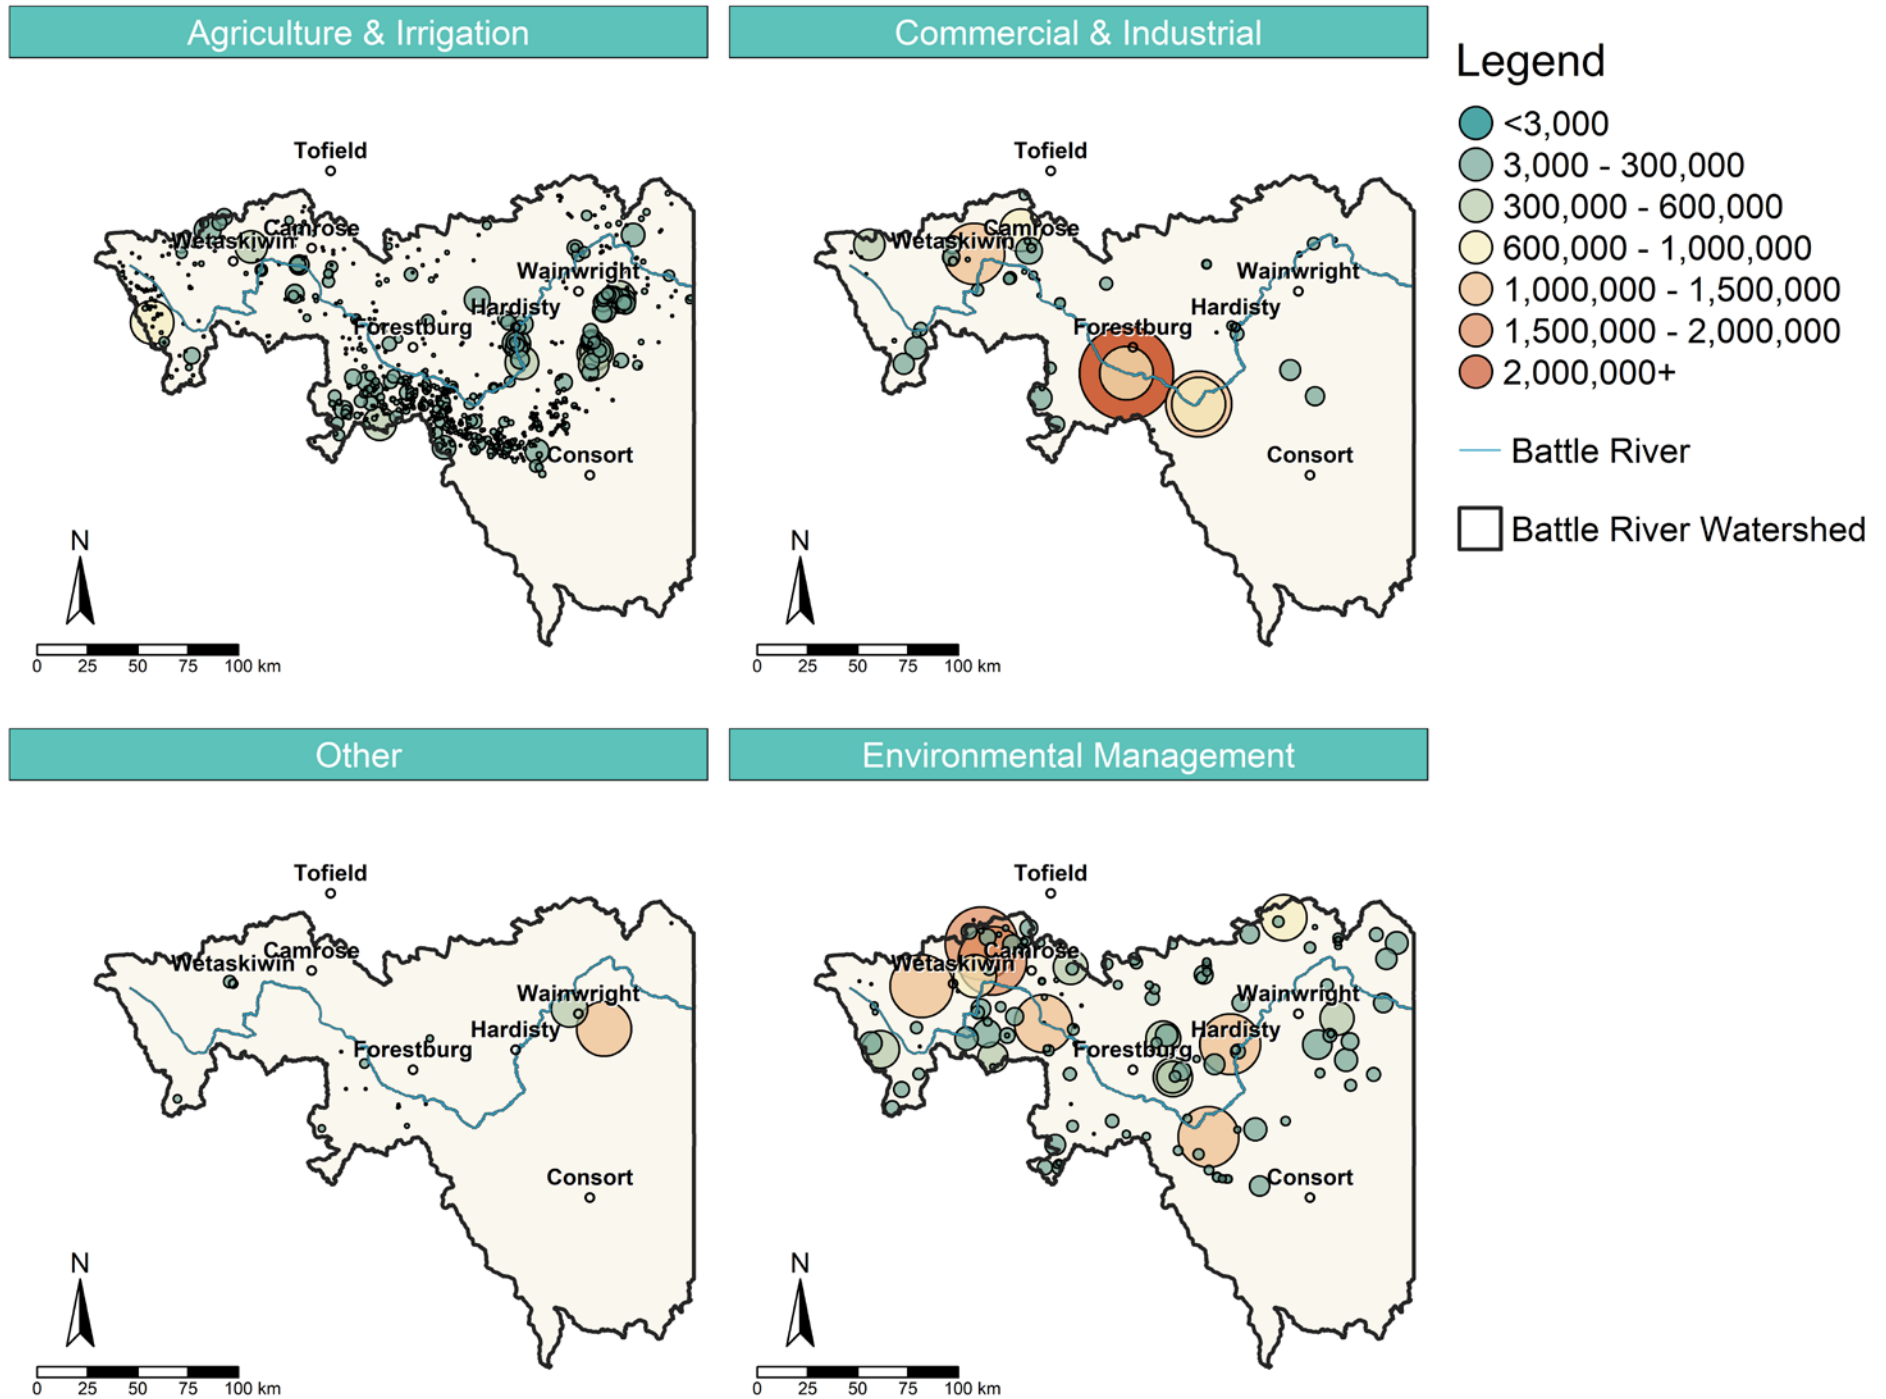 Agriculture & Irrigation
Commercial & Industrial
Legend
<3,000
3,000 - 300,000
300,000 - 600,000
600,000 - 1,000,000
1,000,000 - 1,500,000
1,500,000 - 2,000,000
2,000,000+
Battle River
Battle River Watershed
Tofield
Camrose
Wetaskiwin
Wainwright
Hardisty
Forestburg
Consort
N
0 25 50 75 100 km
Tofield
Camrose
Wetaskiwin
Wainwright
Hardisty
Forestburg
Consort
N
0 25 50 75 100 km
Other
Environmental Management
Tofield
Camrose
Wetaskiwin
Wainwright
Hardisty
Forestburg
Consort
N
0 25 50 75 100 km
Tofield
Camrose
Wetaskiwin
Wainwright
Hardisty
Forestburg
Consort
N
0 25 50 75 100 km